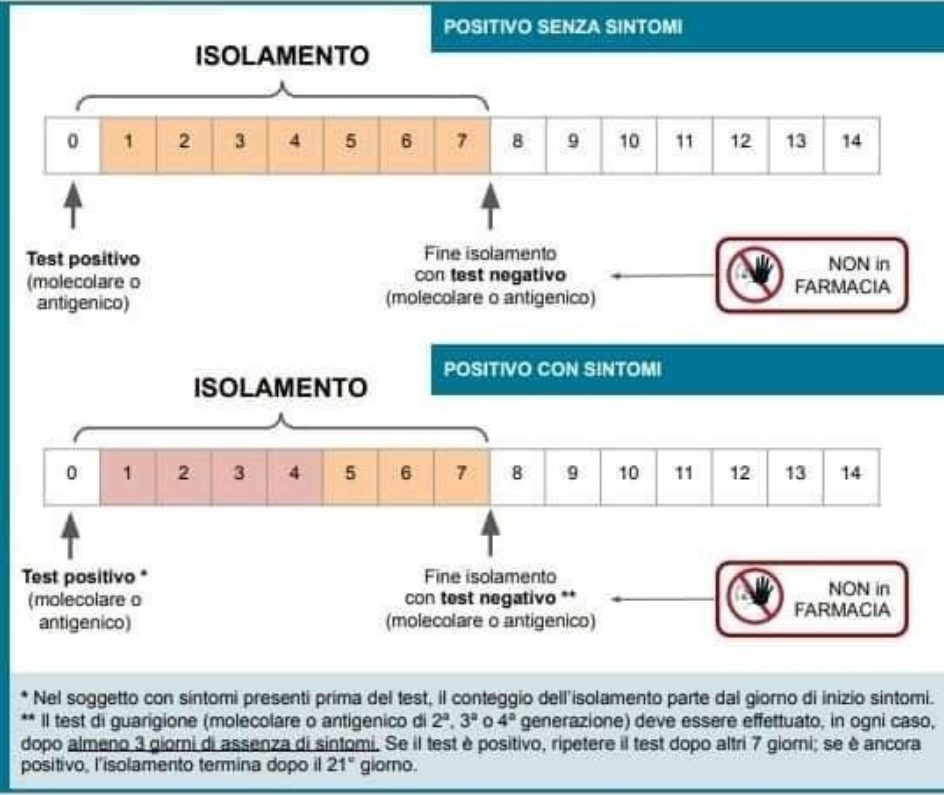 POSITIVO SENZA SINTOMI
ISOLAMENTO
0 1 2 3 4 5 6 7 8 9 10 11 12 13 14
Test positivo
(molecolare o
antigenico)
Fine isolamento
con test negativo
(molecolare o antigenico)
NON in
FARMACIA
POSITIVO CON SINTOMI
ISOLAMENTO
0 1 2 3 4 5 6 7 8 9 10 11 12 13 14
Test positivo *
(molecolare o
antigenico)
Fine isolamento
con test negativo **
(molecolare o antigenico)
NON in
FARMACIA
* Nel soggetto con sintomi presenti prima del test, il conteggio dell'isolamento parte dal giorno di inizio sintomi.
** Il test di guarigione (molecolare o antigenico di 2ª, 3ª o 4ª generazione) deve essere effettuato, in ogni caso,
dopo almeno 3 giorni di assenza di sintomi. Se il test è positivo, ripetere il test dopo altri 7 giorni; se è ancora
positivo, l'isolamento termina dopo il 21° giorno.